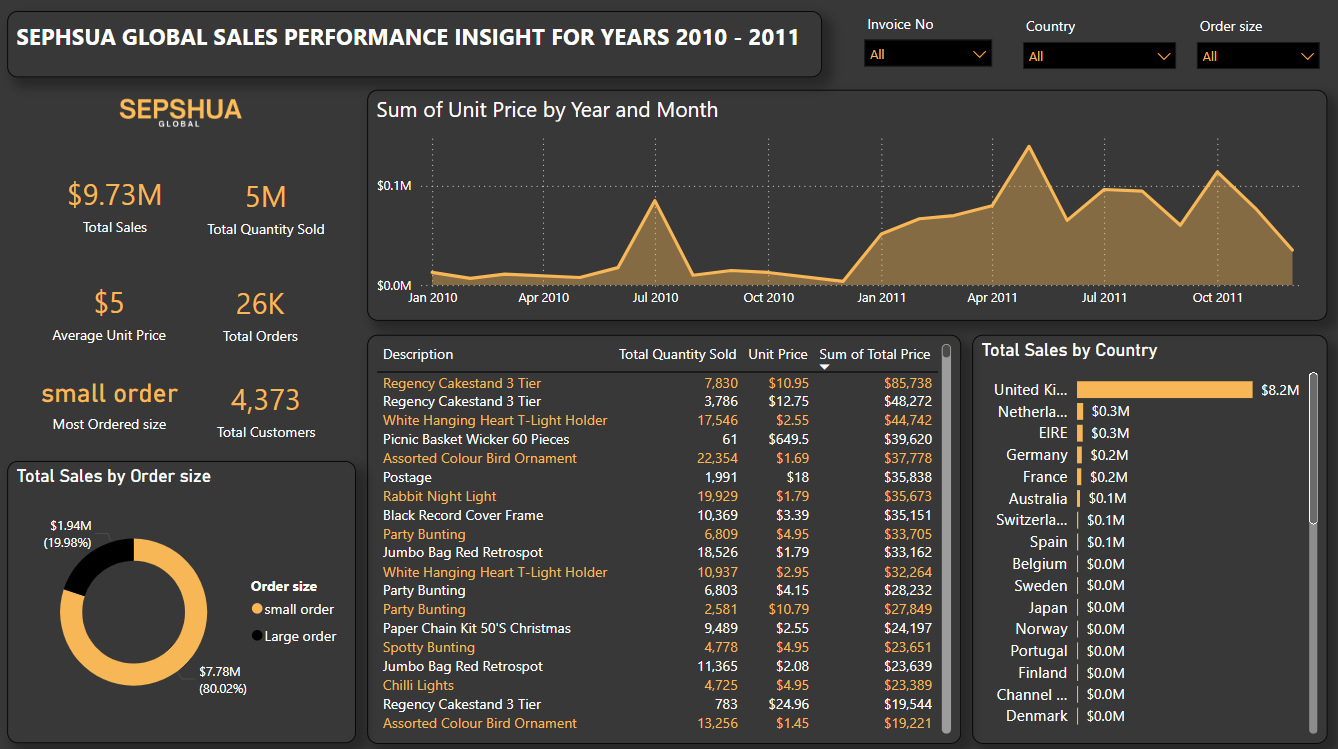 SEPHSUA GLOBAL SALES PERFORMANCE INSIGHT FOR YEARS 2010 - 2011
Invoice No
All
Country
All
Order size
All
SEPSHUA
GLOBAL
$9.73M
Total Sales
5M
Total Quantity Sold
$5
Average Unit Price
26K
Total Orders
small order
Most Ordered size
4,373
Total Customers
Sum of Unit Price by Year and Month
$0.1M
$0.0M
Jan 2010 Apr 2010 Jul 2010 Oct 2010 Jan 2011 Apr 2011 Jul 2011 Oct 2011
Total Sales by Order size
$1.94M
(19.98%)
$7.78M
(80.02%)
Order size
small order
Large order
Description Total Quantity Sold Unit Price Sum of Total Price
Regency Cakestand 3 Tier 7,830 $10.95 $85,738
Regency Cakestand 3 Tier 3,786 $12.75 $48,272
White Hanging Heart T-Light Holder 17,546 $2.55 $44,742
Picnic Basket Wicker 60 Pieces 61 $649.5 $39,620
Assorted Colour Bird Ornament 22,354 $1.69 $37,778
Postage 1,991 $18 $35,838
Rabbit Night Light 19,929 $1.79 $35,673
Black Record Cover Frame 10,369 $3.39 $35,151
Party Bunting 6,809 $4.95 $33,705
Jumbo Bag Red Retrospot 18,526 $1.79 $33,162
White Hanging Heart T-Light Holder 10,937 $2.95 $32,264
Party Bunting 6,803 $4.15 $28,232
Party Bunting 2,581 $10.79 $27,849
Paper Chain Kit 50'S Christmas 9,489 $2.55 $24,197
Spotty Bunting 4,778 $4.95 $23,651
Jumbo Bag Red Retrospot 11,365 $2.08 $23,639
Chilli Lights 4,725 $4.95 $23,389
Regency Cakestand 3 Tier 783 $24.96 $19,544
Assorted Colour Bird Ornament 13,256 $1.45 $19,221
Total Sales by Country
United Ki... $8.2M
Netherla... $0.3M
EIRE $0.3M
Germany $0.2M
France $0.2M
Australia $0.1M
Switzerla... $0.1M
Spain $0.1M
Belgium $0.0M
Sweden $0.0M
Japan $0.0M
Norway $0.0M
Portugal $0.0M
Finland $0.0M
Channel ... $0.0M
Denmark $0.0M